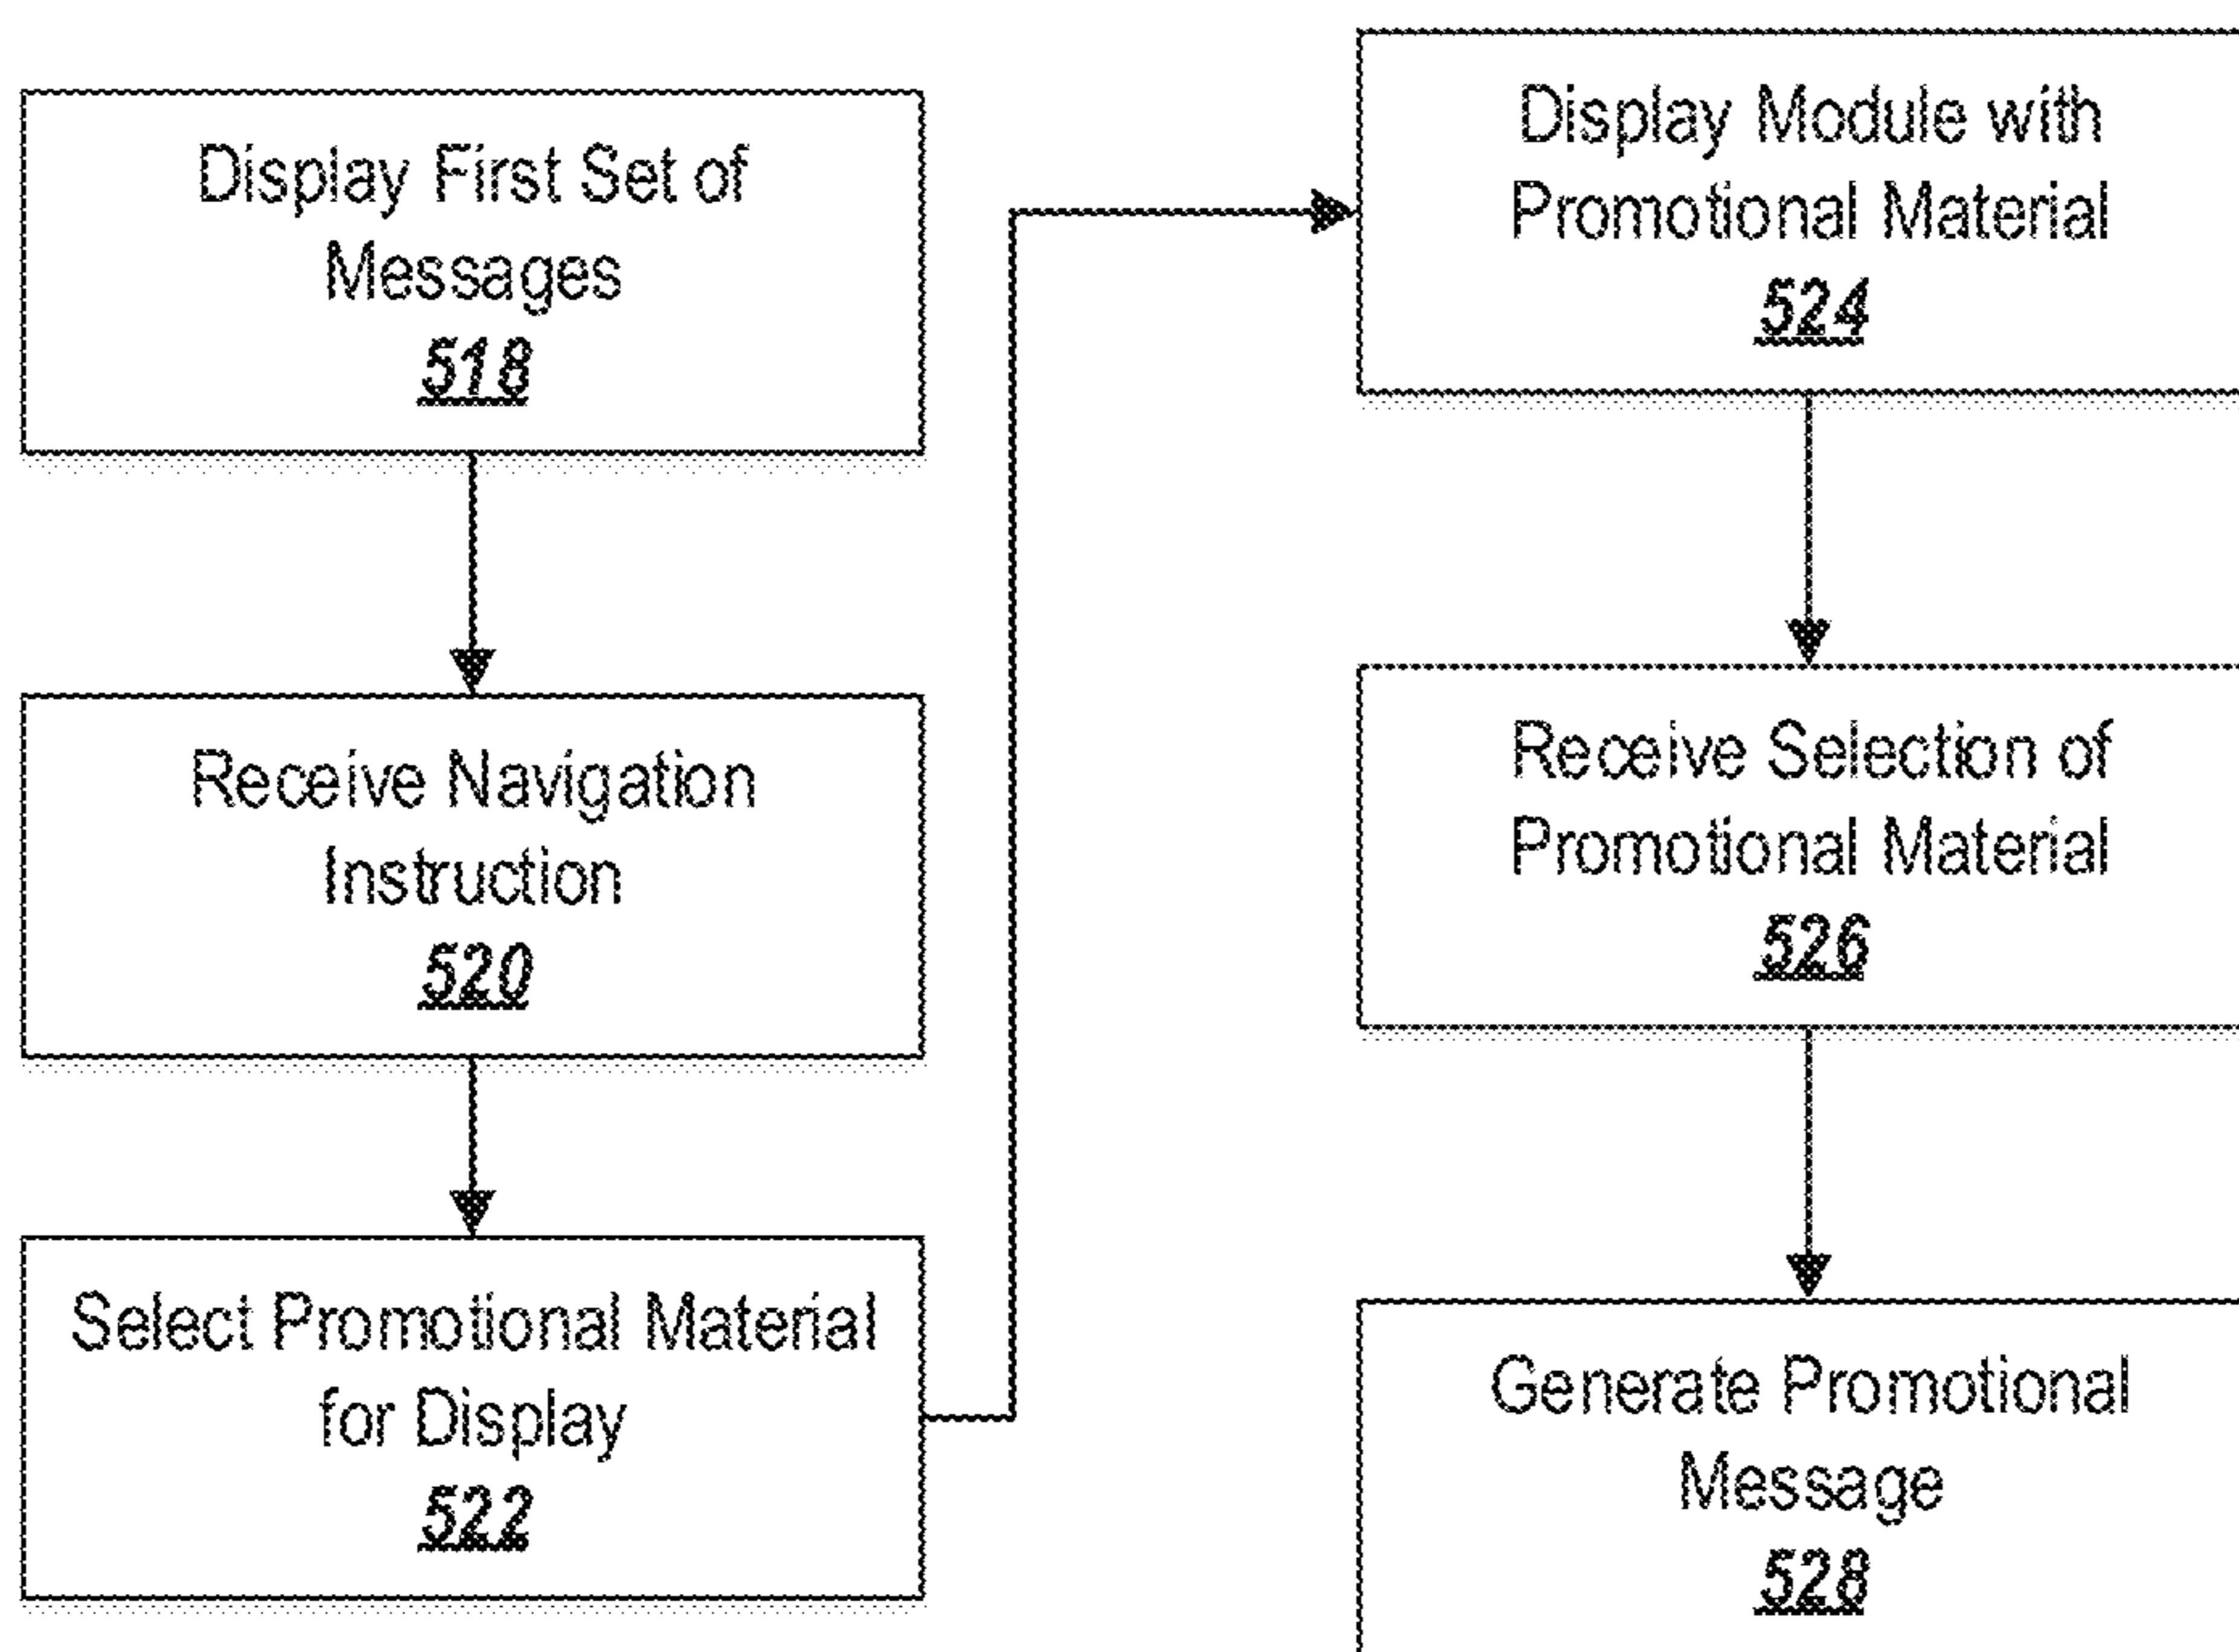 Display First Set of
Messages
518
Receive Navigation
Instruction
520
Select Promotional Material
for Display
522
Display Module with
Promotional Material
524
Receive Selection of
Promotional Material
526
Generate Promotional
Message
528